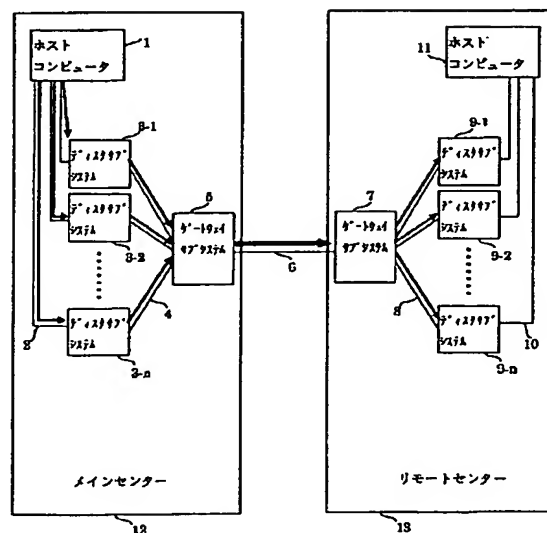 ホスト
コンピュータ
1
ホスト
コンピュータ
11
3-1
ディスクサブ
システム
ディスクサブ
システム
3-2
ディスクサブ
システム
3-n
2
4
5
ゲートウェイ
サブシステム
6
7
ゲートウェイ
サブシステム
8
9-1
ディスクサブ
システム
ディスクサブ
システム
9-2
ディスクサブ
システム
9-n
10
メインセンター
12
リモートセンター
13